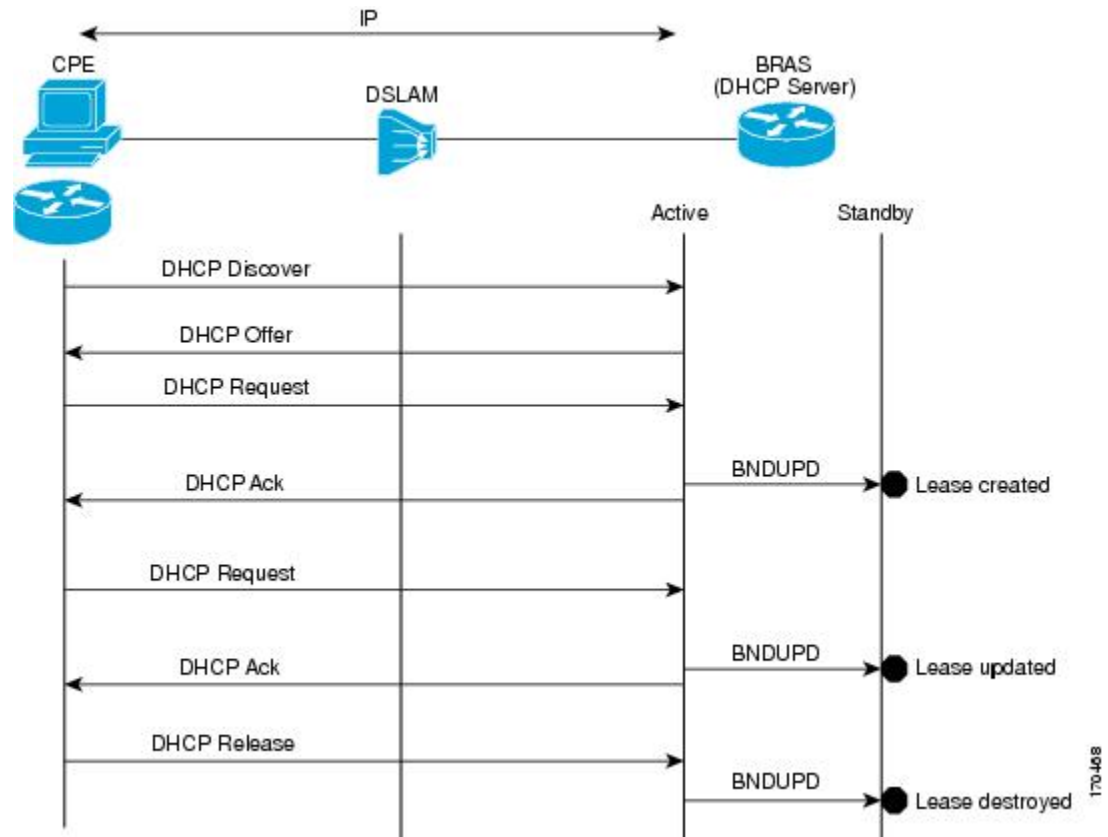 IP
CPE
DSLAM
BRAS
(DHCP Server)
Active
Standby
DHCP Discover
DHCP Offer
DHCP Request
BNDUPD
DHCP Ack
Lease created
DHCP Request
BNDUPD
DHCP Ack
Lease updated
DHCP Release
BNDUPD
Lease destroyed
170468